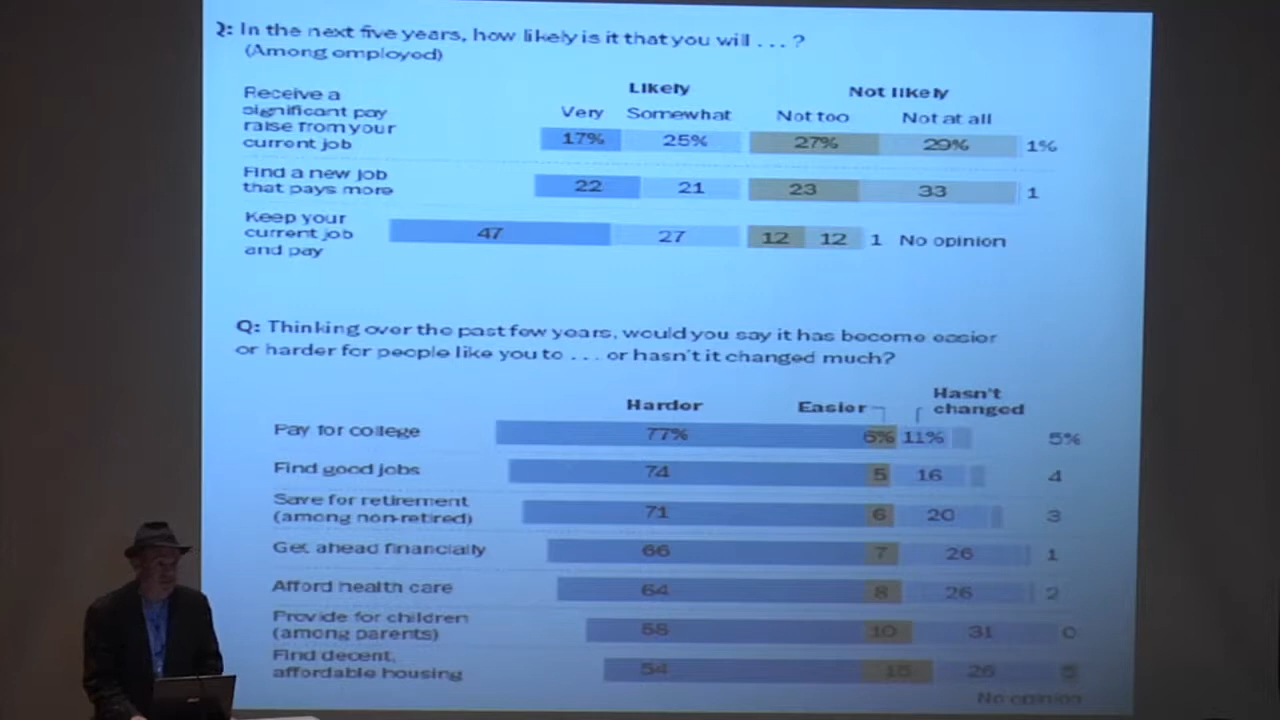 Q: In the next five years, how likely is it that you will . . . ?
(Among employed)
Likely Not likely
Very Somewhat Not too Not at all
Receive a
significant pay
raise from your
current job
17% 25% 27% 29% 1%
Find a new job
that pays more
22 21 23 33 1
Keep your
current job
and pay
47 27 12 12 1 No opinion
Q: Thinking over the past few years, would you say it has become easier
or harder for people like you to . . . or hasn't it changed much?
Harder Easier Hasn't
changed
Pay for college 77% 6% 11% 5%
Find good jobs 74 5 16 4
Save for retirement
(among non-retired) 71 6 20 3
Get ahead financially 66 7 26 1
Afford health care 64 8 26 2
Provide for children
(among parents) 58 10 31 0
Find decent,
affordable housing 54 15 26 5
No opinion